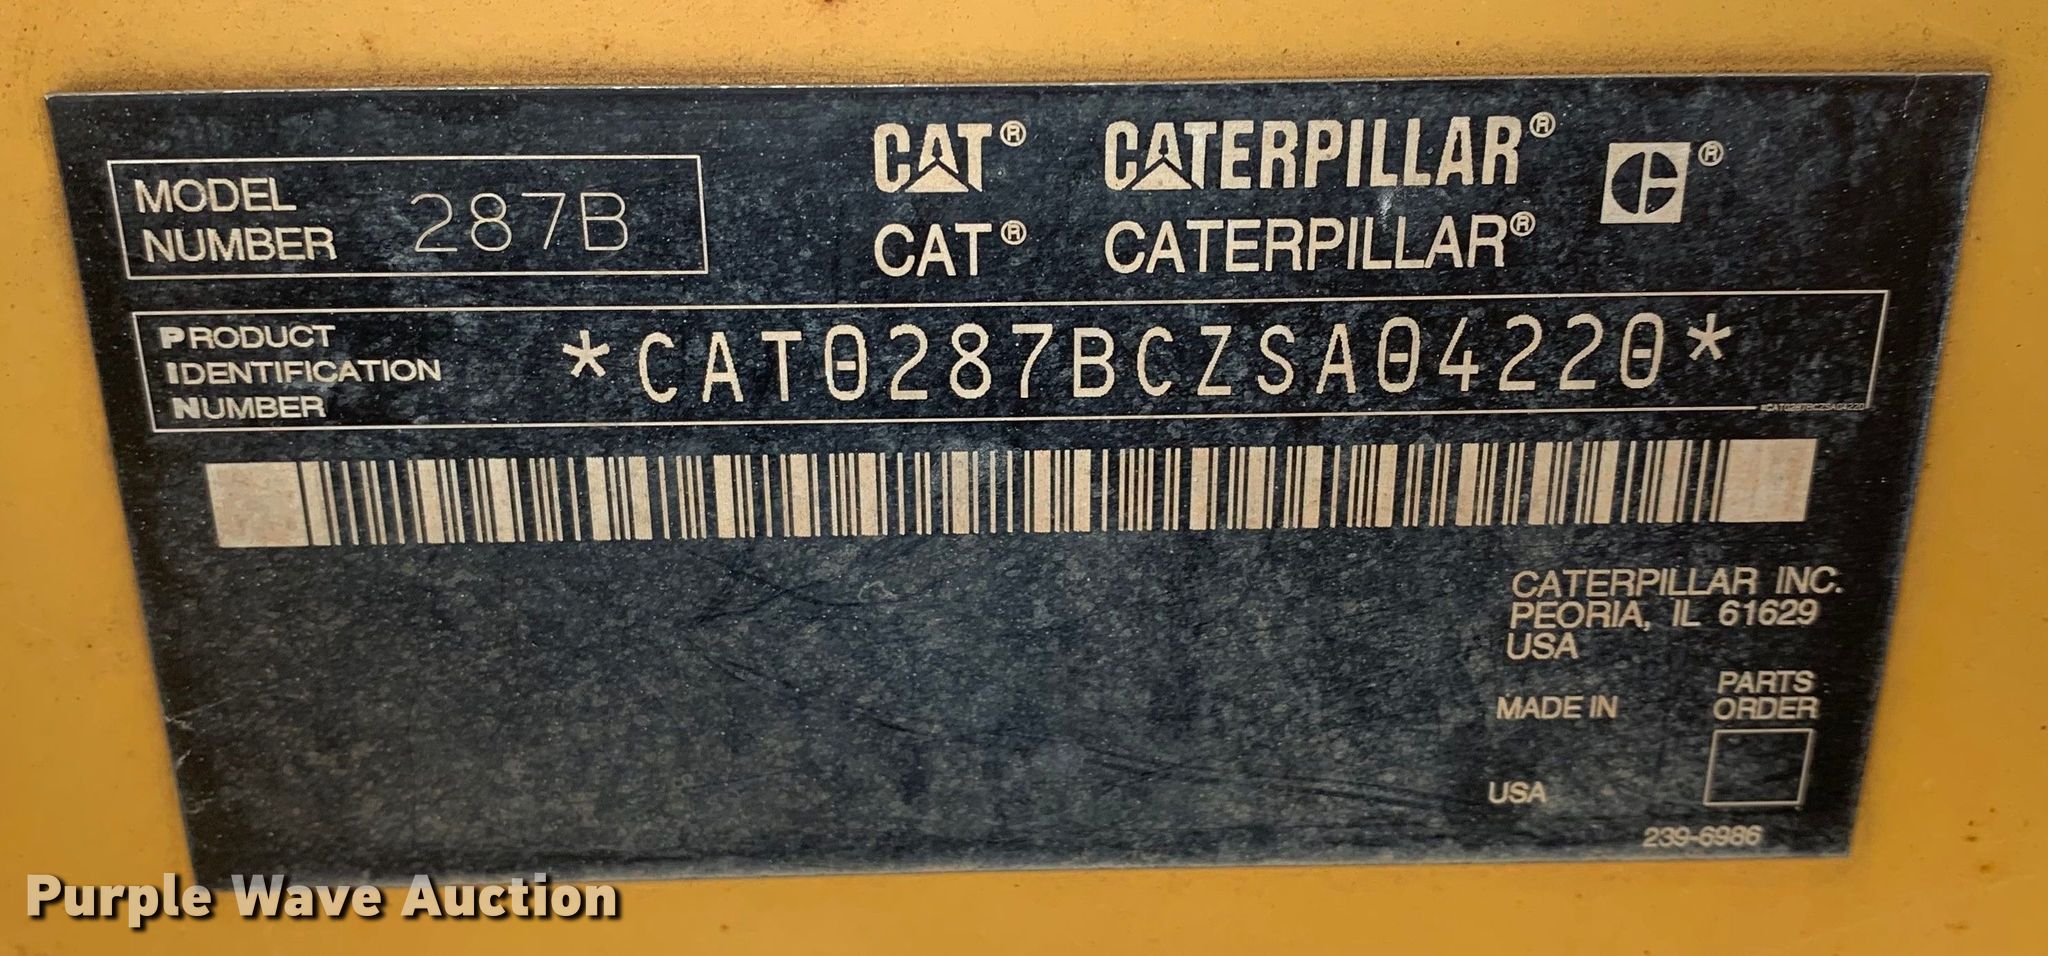 MODEL
NUMBER 287B
CAT® CATERPILLAR® ®
CAT® CATERPILLAR®
PRODUCT
IDENTIFICATION
NUMBER
*CAT0287BCZSA04220*
*CAT0287BCZSA04220
CATERPILLAR INC.
PEORIA, IL 61629
USA
MADE IN
USA
PARTS
ORDER
239-6986
Purple Wave Auction